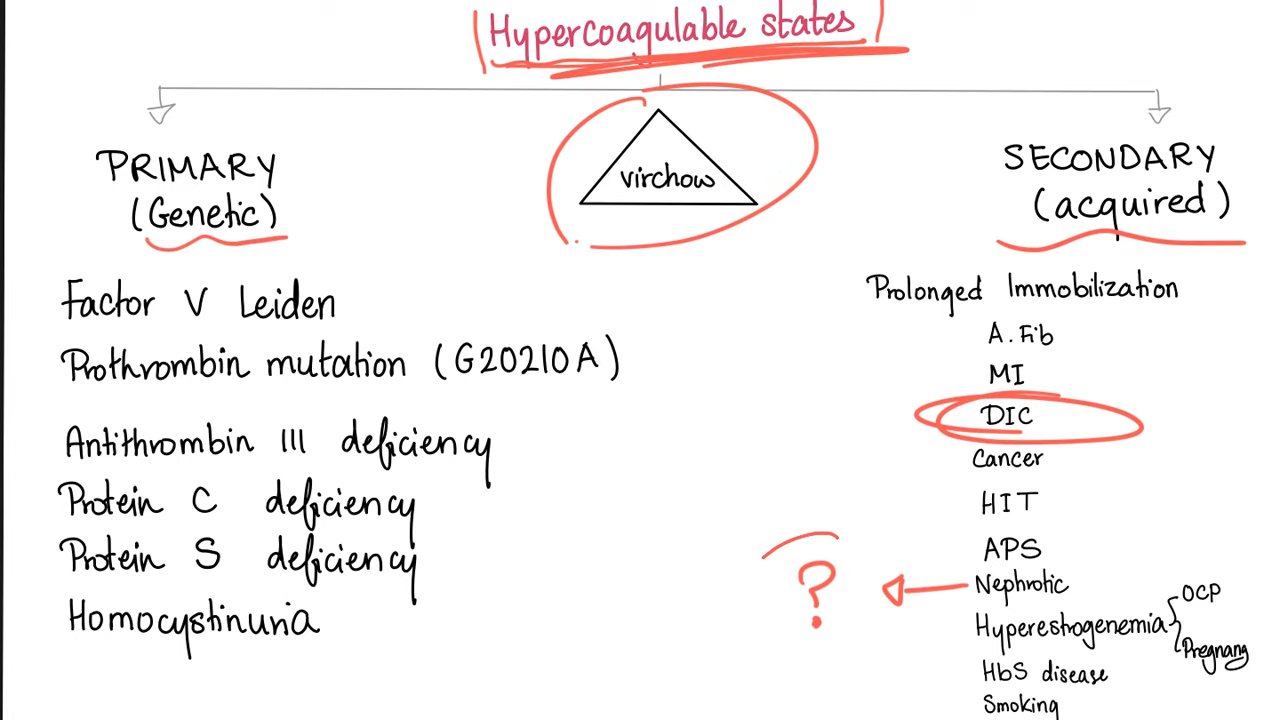 Hypercoagulable states
virchow
PRIMARY
(Genetic)
Factor V Leiden
Prothrombin mutation (G20210A)
Antithrombin III deficiency
Protein C deficiency
Protein S deficiency
Homocystinuria
SECONDARY
(acquired)
Prolonged Immobilization
A. Fib
MI
DIC
Cancer
HIT
APS
Nephrotic
?
Hyperestrogenemia
OCP
Pregnang
HbS disease
Smoking